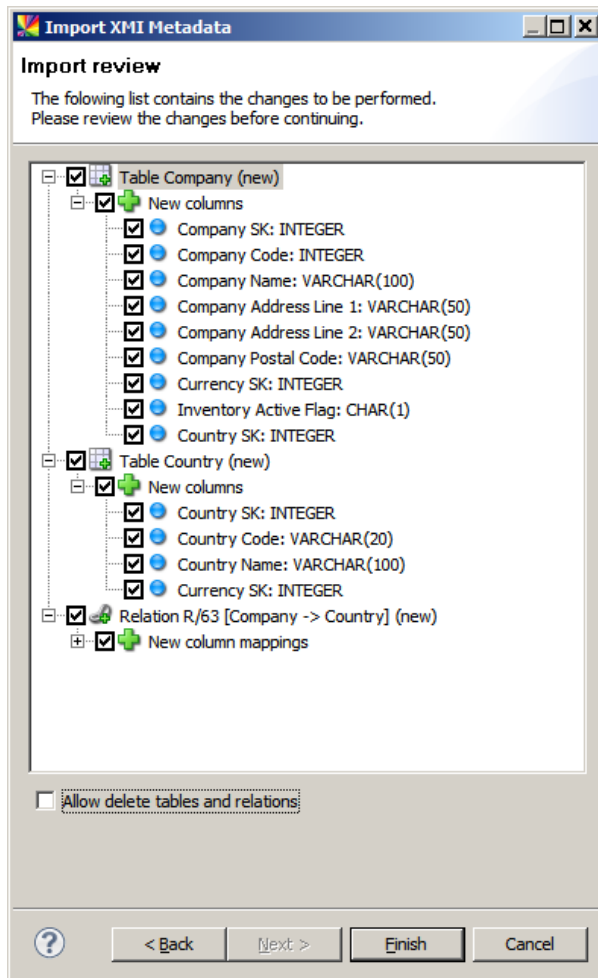 Import XMI Metadata
Import review
The folowing list contains the changes to be performed.
Please review the changes before continuing.
Table Company (new)
New columns
Company SK: INTEGER
Company Code: INTEGER
Company Name: VARCHAR(100)
Company Address Line 1: VARCHAR(50)
Company Address Line 2: VARCHAR(50)
Company Postal Code: VARCHAR(50)
Currency SK: INTEGER
Inventory Active Flag: CHAR(1)
Country SK: INTEGER
Table Country (new)
New columns
Country SK: INTEGER
Country Code: VARCHAR(20)
Country Name: VARCHAR(100)
Currency SK: INTEGER
Relation R/63 [Company -> Country] (new)
New column mappings
Allow delete tables and relations
? < Back Next > Finish Cancel